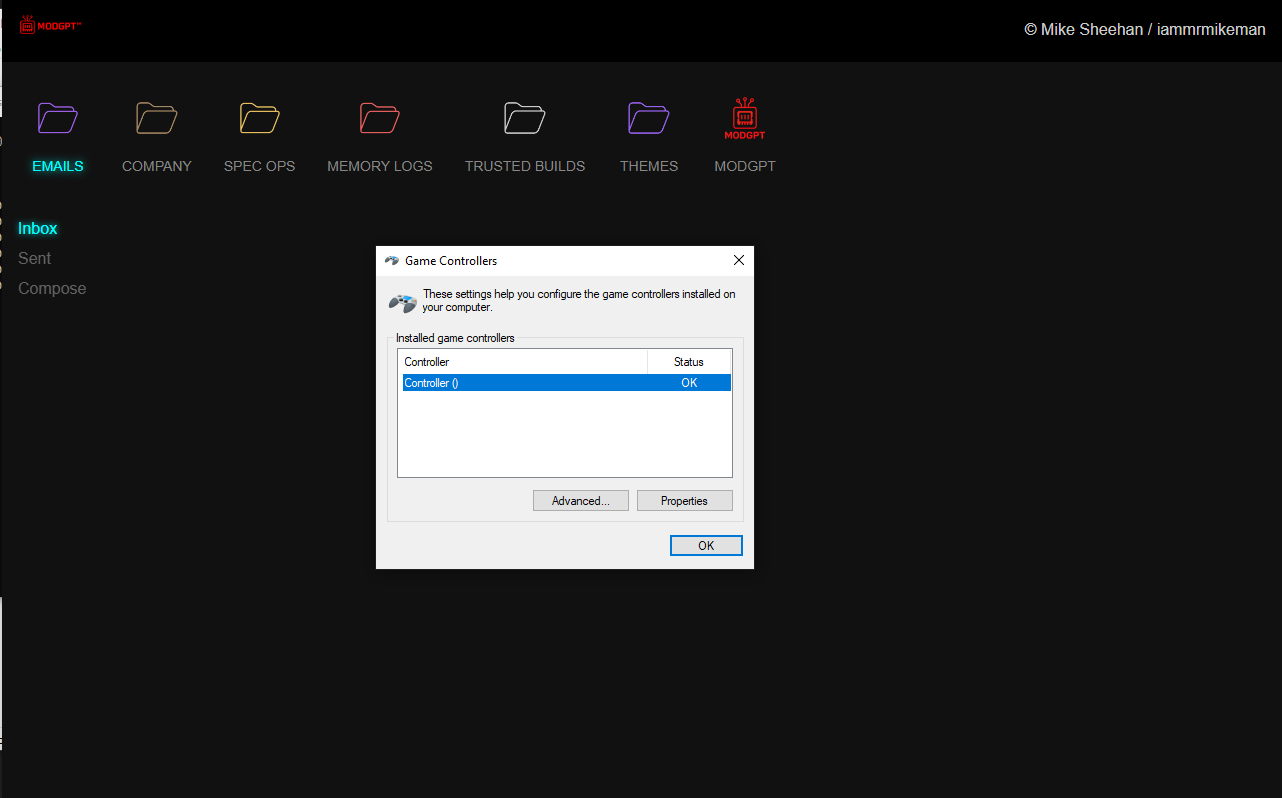 MODGPT™
© Mike Sheehan / iammrmikeman
MODGPT
EMAILS COMPANY SPEC OPS MEMORY LOGS TRUSTED BUILDS THEMES MODGPT
Inbox
Sent
Compose
Game Controllers
These settings help you configure the game controllers installed on
your computer.
Installed game controllers
Controller Status
Controller () OK
Advanced... Properties
OK